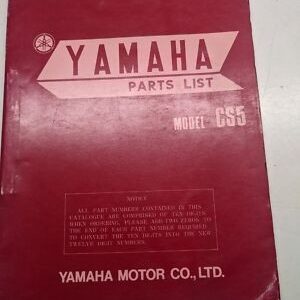 YAMAHA
PARTS LIST
MODEL CS5
NOTICE
ALL PART NUMBERS CONTAINED IN THIS
CATALOGUE ARE COMPRISED OF TEN DIGITS.
WHEN ORDERING, PLEASE ADD TWO ZEROS TO
THE END OF EACH PART NUMBER REQUIRED
TO CONVERT THE TEN DIGITS INTO THE NEW
TWELVE DIGIT NUMBERS.
YAMAHA MOTOR CO., LTD.